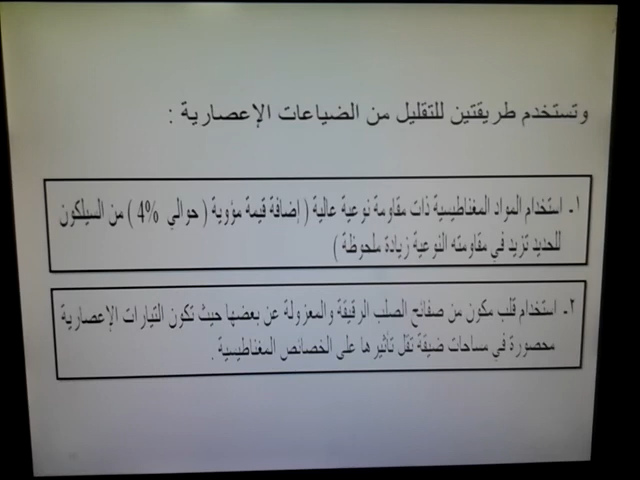 وتستخدم طريقتين للتقليل من الضياعات الإعصارية :
١- استخدام المواد المغناطيسية ذات مقاومة نوعية عالية ( إضافة قيمة مؤوية ( حوالي 4% ) من السيلكون
للحديد تزيد في مقاومته النوعية زيادة ملحوظة )
٢- استخدام قلب مكون من صفائح الصلب الرقيقة والمعزولة عن بعضها حيث تكون التيارات الإعصارية
محصورة في مساحات ضيقة نقل تأثيرها على الخصائص المغناطيسية .